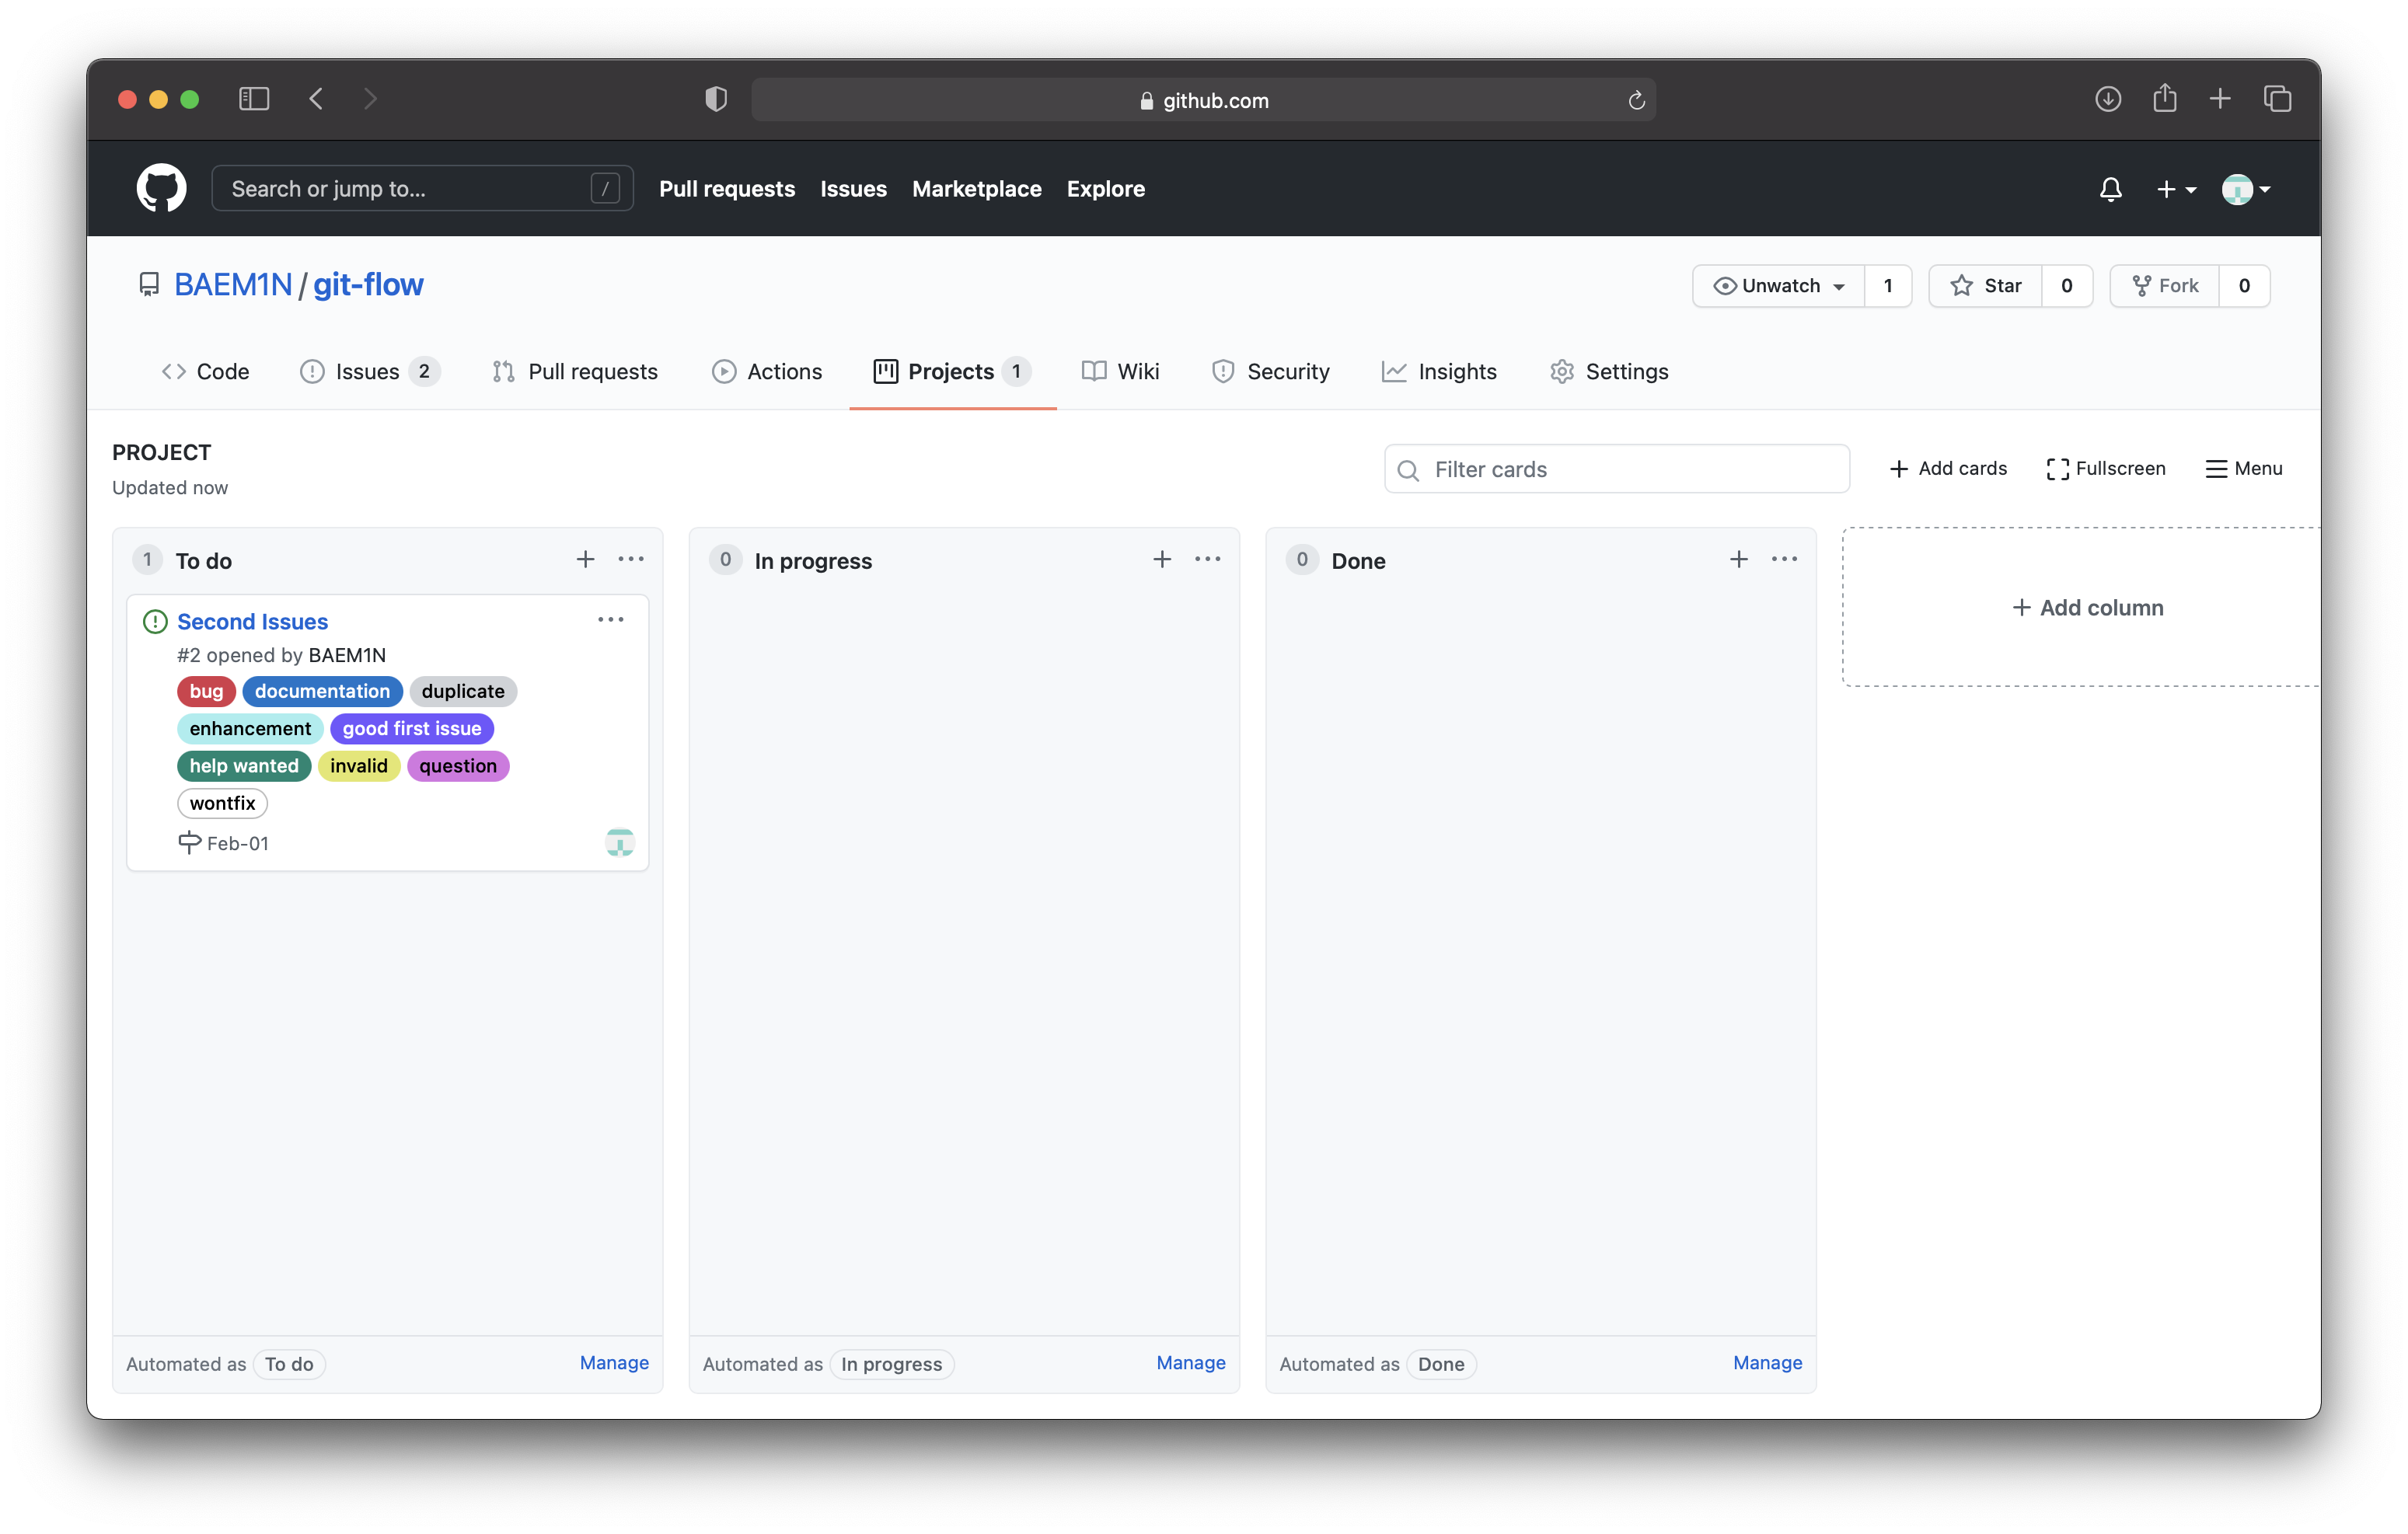 github.com
Search or jump to... /
Pull requests Issues Marketplace Explore
BAEM1N / git-flow
Unwatch 1 Star 0 Fork 0
Code Issues 2 Pull requests Actions Projects 1 Wiki Security Insights Settings
PROJECT
Updated now
Filter cards
Add cards Fullscreen Menu
1 To do
Second Issues
#2 opened by BAEM1N
bug documentation duplicate
enhancement good first issue
help wanted invalid question
wontfix
Feb-01
Automated as To do Manage
0 In progress
Automated as In progress Manage
0 Done
Automated as Done Manage
Add column